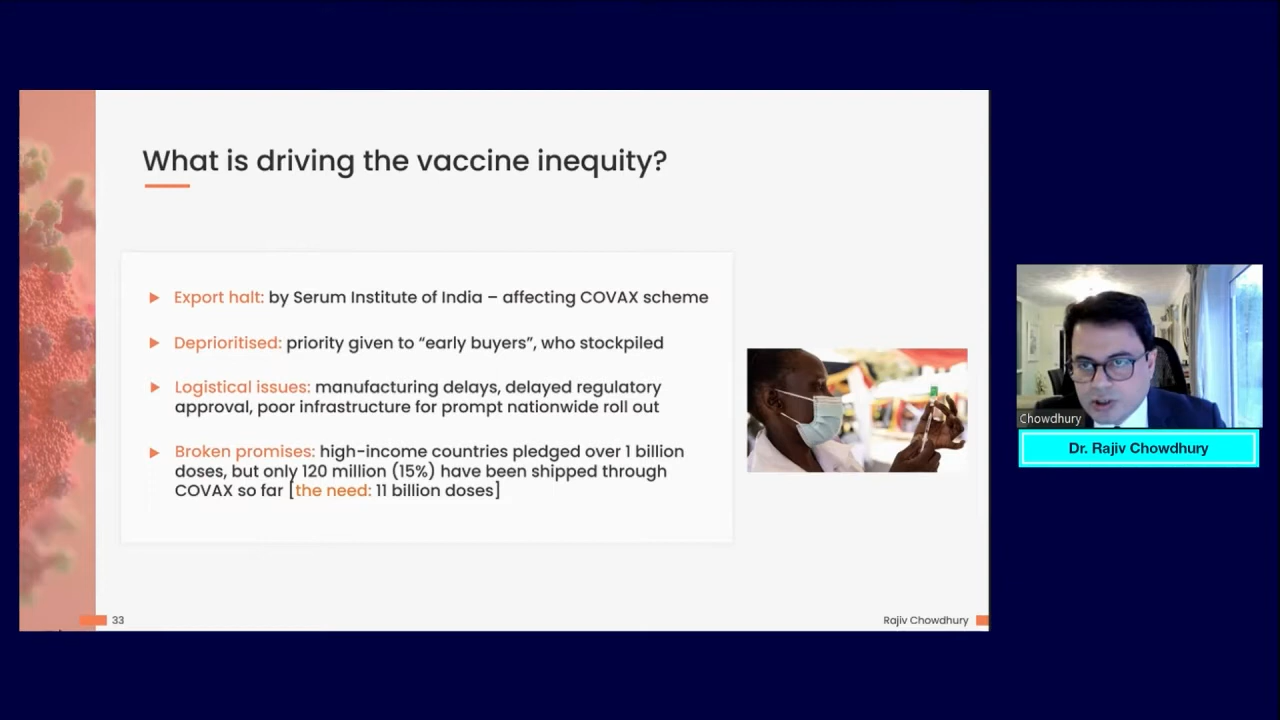 What is driving the vaccine inequity?
Export halt: by Serum Institute of India – affecting COVAX scheme
Deprioritised: priority given to “early buyers”, who stockpiled
Logistical issues: manufacturing delays, delayed regulatory
approval, poor infrastructure for prompt nationwide roll out
Broken promises: high-income countries pledged over 1 billion
doses, but only 120 million (15%) have been shipped through
COVAX so far [the need: 11 billion doses]
33
Rajiv Chowdhury
Chowdhury
Dr. Rajiv Chowdhury